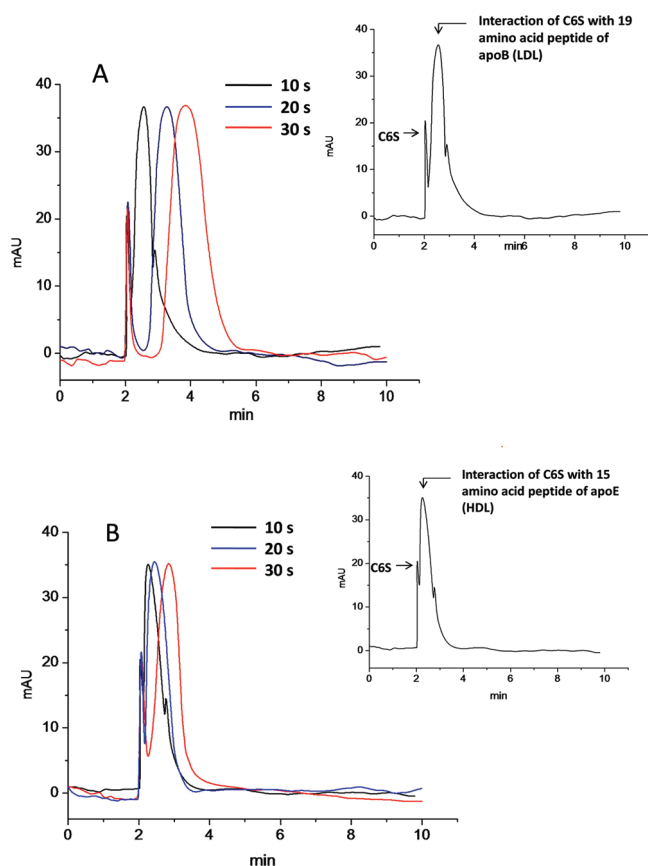 A
10 s
20 s
30 s
40
30
20
10
0
mAU
0 2 4 6 8 10
min
Interaction of C6S with 19
amino acid peptide of
apoB (LDL)
C6S
40
30
20
10
0
mAU
0 2 4 6 8 10
min
B
10 s
20 s
30 s
40
35
30
20
10
0
mAU
0 2 4 6 8 10
min
Interaction of C6S with 15
amino acid peptide of apoE
(HDL)
C6S
40
30
20
10
0
mAU
0 2 4 6 8 10
min